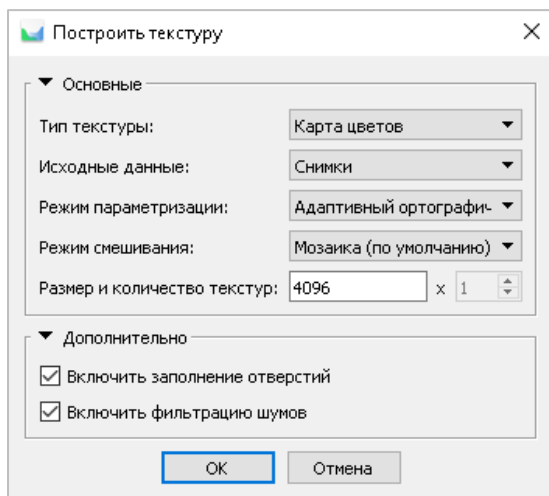 Построить текстуру
Основные
Тип текстуры: Карта цветов
Исходные данные: Снимки
Режим параметризации: Адаптивный ортографич
Режим смешивания: Мозаика (по умолчанию)
Размер и количество текстур: 4096 x 1
Дополнительно
Включить заполнение отверстий
Включить фильтрацию шумов
OK Отмена